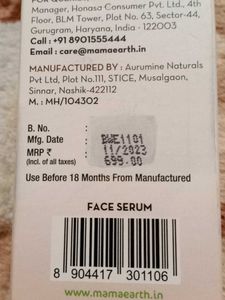 Manager, Honasa Consumer Pvt. Ltd., 4th
Floor, BLM Tower, Plot No. 63, Sector-44,
Gurugram, Haryana, India - 122003
Call : +91 8901555444
Email : care@mamaearth.in
MANUFACTURED BY : Aurumine Naturals
Pvt Ltd, Plot No.111, STICE, Musalgaon,
Sinnar, Nashik-422112
M. : MH/104302
B. No. : BWE1101
Mfg. Date : 11/2023
MRP ₹ : 699.00
(Incl. of all taxes)
Use Before 18 Months From Manufactured
FACE SERUM
8 904417 301106
www.mamaearth.in